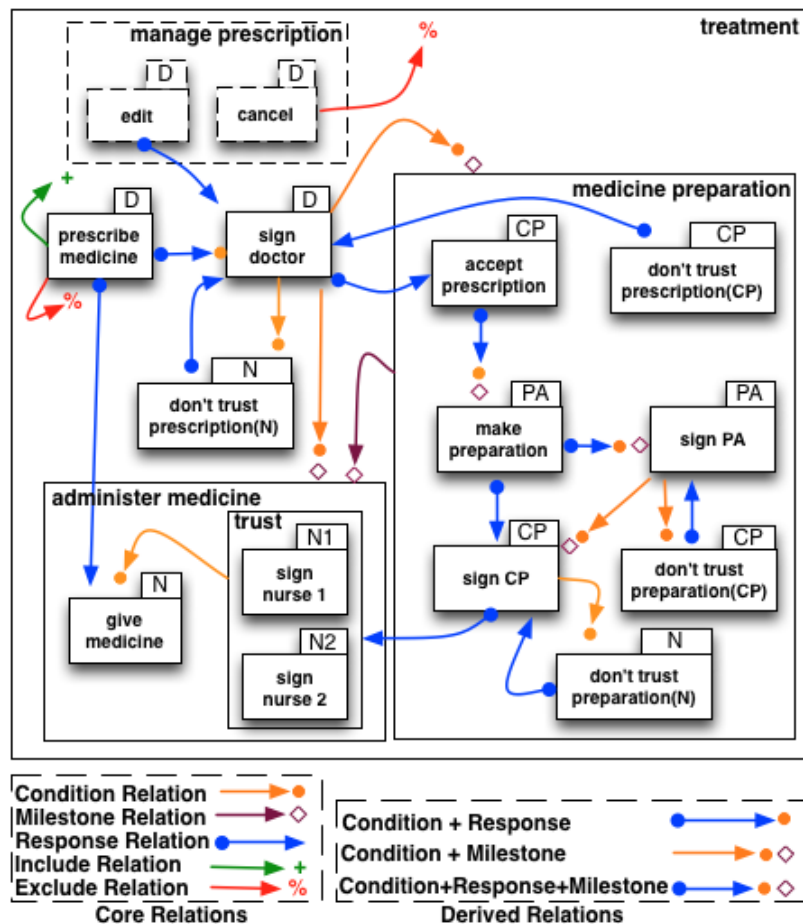 manage prescription
%
treatment
D
D
edit
cancel
+
medicine preparation
D
D
CP
CP
prescribe
medicine
sign
doctor
accept
prescription
don't trust
prescription(CP)
%
N
don't trust
prescription(N)
PA
PA
make
preparation
sign PA
administer medicine
trust
N1
sign
nurse 1
CP
sign CP
CP
don't trust
preparation(CP)
N
give
medicine
N2
sign
nurse 2
N
don't trust
preparation(N)
Condition Relation
Milestone Relation
Response Relation
Include Relation
+
Exclude Relation
%
Core Relations
Condition + Response
Condition + Milestone
Condition+Response+Milestone
Derived Relations